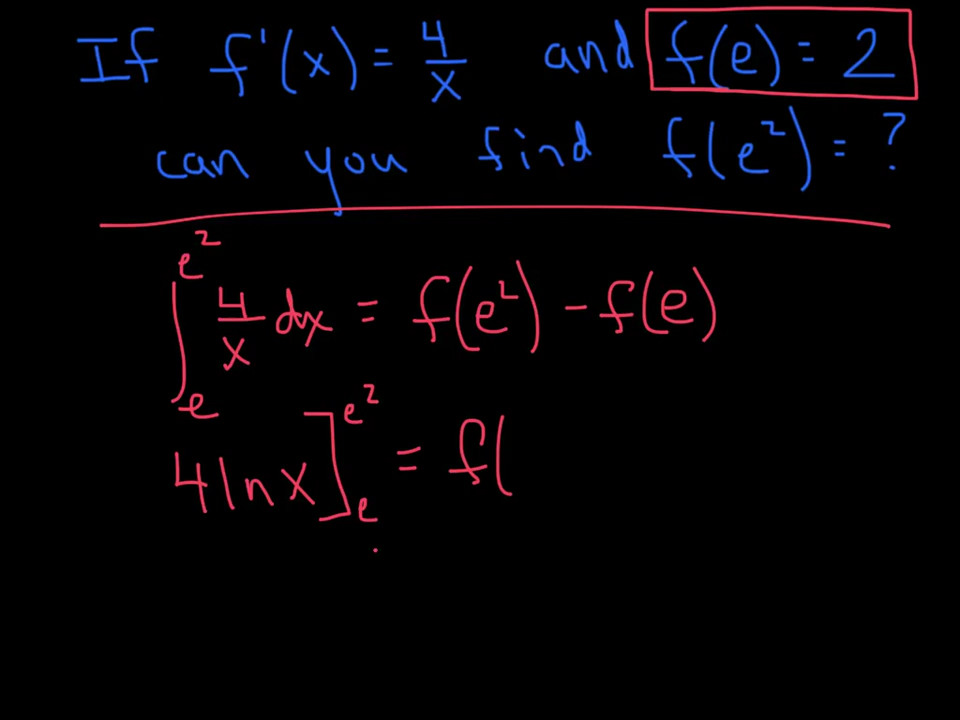 If f'(x) = 4/x and f(e) = 2
can you find f(e²) = ?
∫ₑ^(e²) 4/x dx = f(e²) - f(e)
4 ln x]ₑ^(e²) = f(